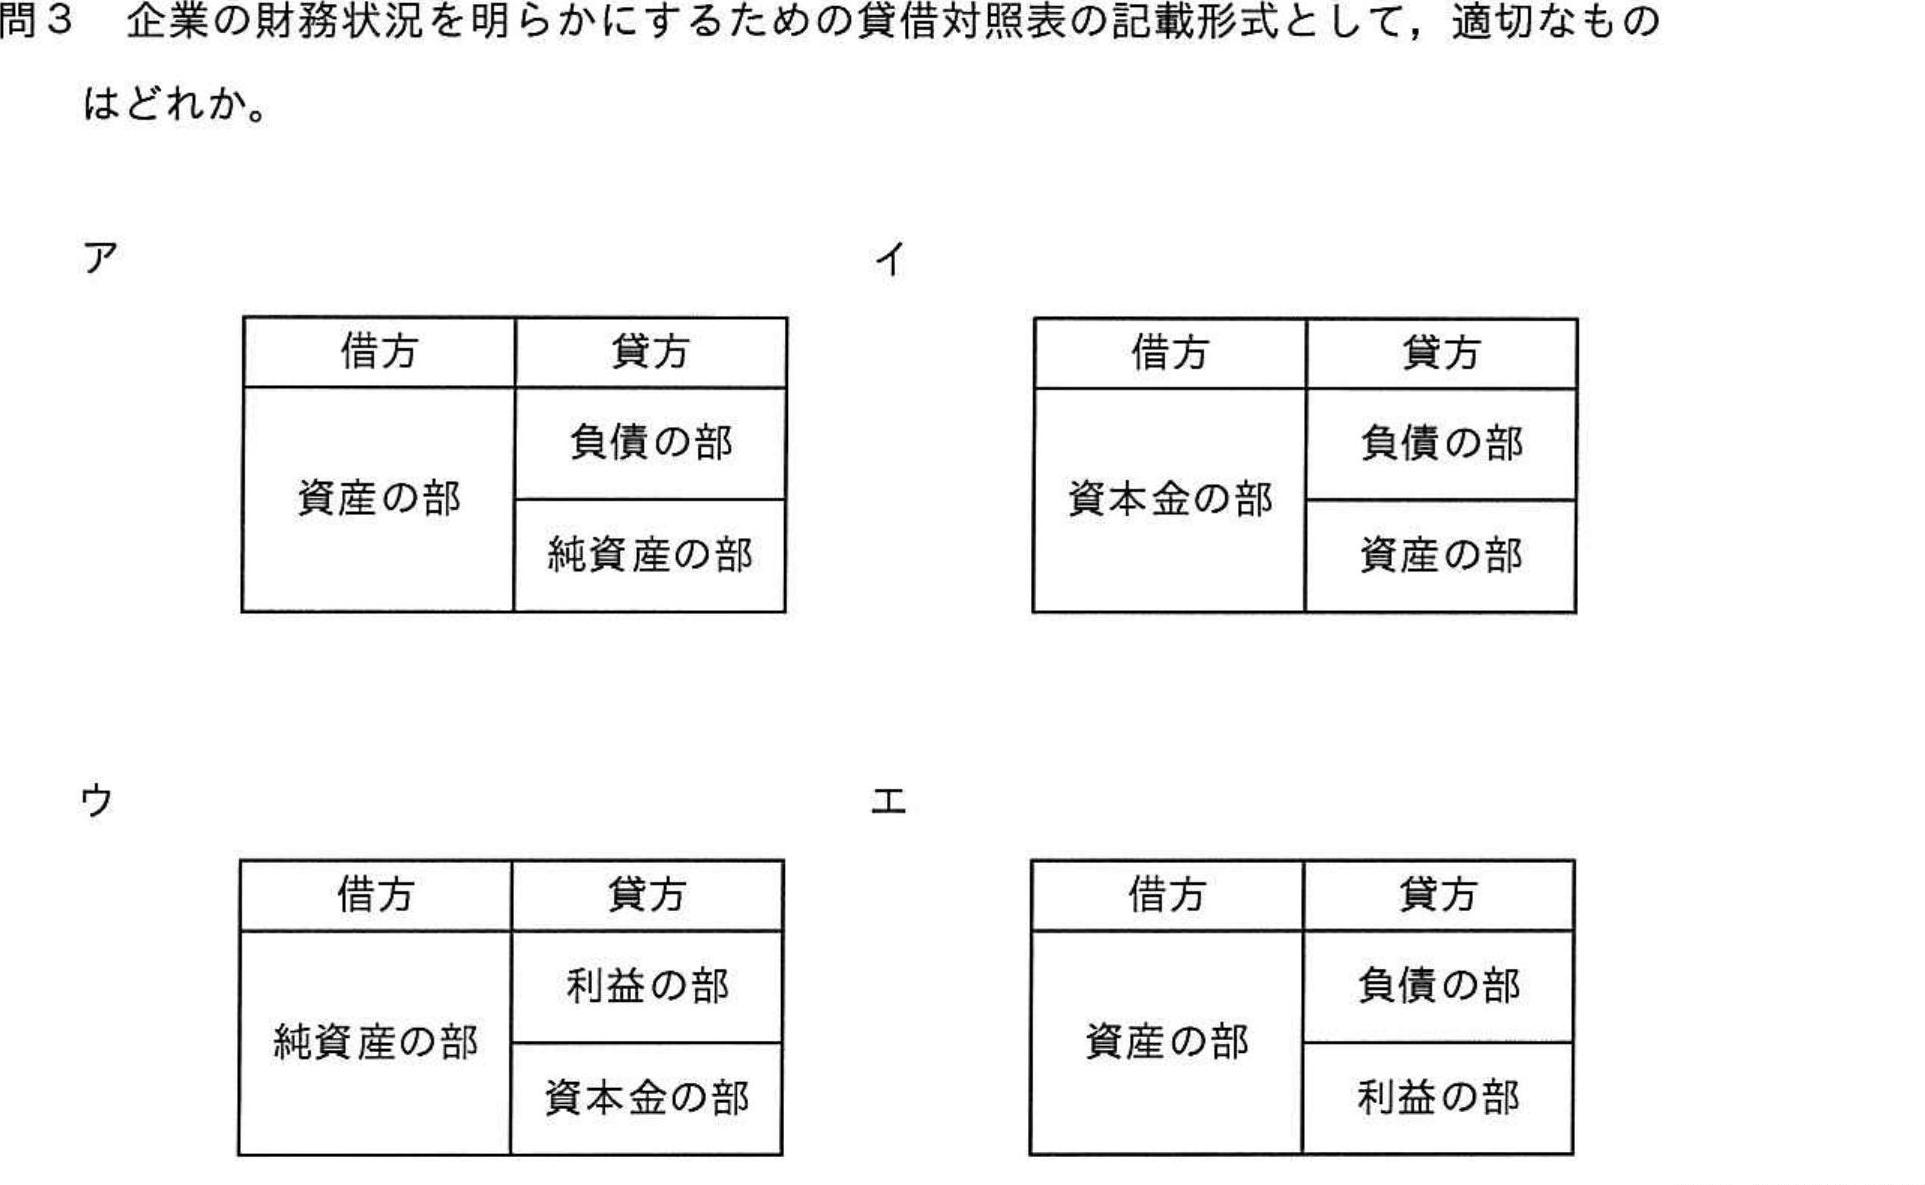 問3 企業の財務状況を明らかにするための貸借対照表の記載形式として，適切なもの
はどれか。
ア
借方 貸方
資産の部
負債の部
純資産の部
イ
借方 貸方
資本金の部
負債の部
資産の部
ウ
借方 貸方
純資産の部
利益の部
資本金の部
エ
借方 貸方
資産の部
負債の部
利益の部